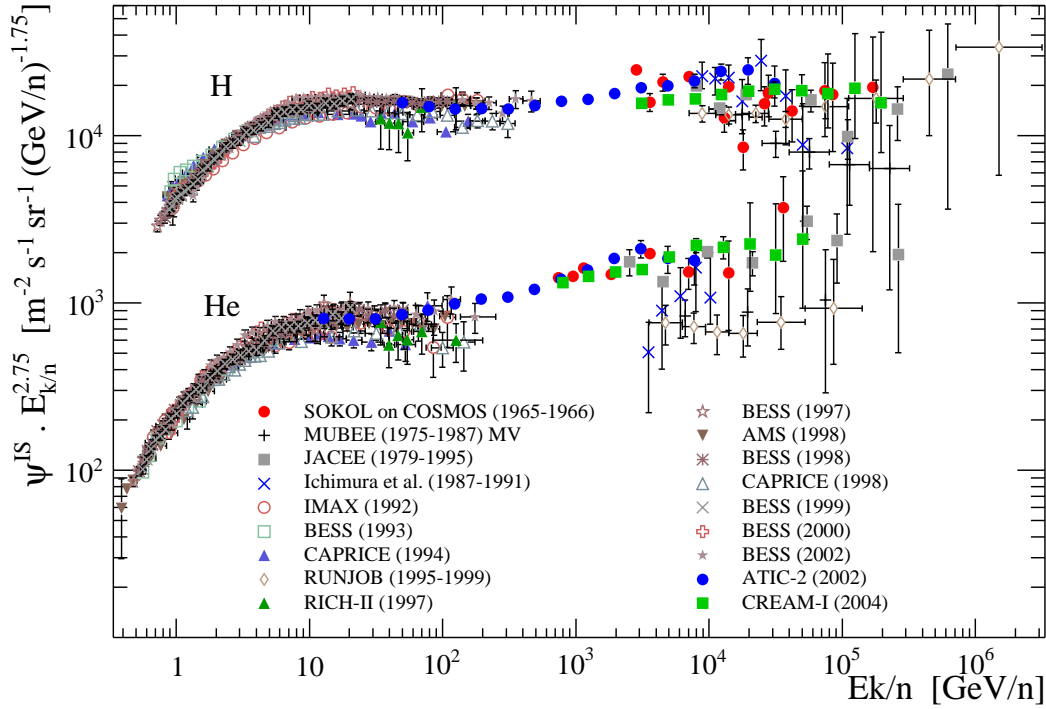 ψ^IS . E_k/n^2.75 [m^-2 s^-1 sr^-1 (GeV/n)^-1.75]
10^4
10^3
10^2
H
He
SOKOL on COSMOS (1965-1966)
MUBEE (1975-1987) MV
JACEE (1979-1995)
Ichimura et al. (1987-1991)
IMAX (1992)
BESS (1993)
CAPRICE (1994)
RUNJOB (1995-1999)
RICH-II (1997)
BESS (1997)
AMS (1998)
BESS (1998)
CAPRICE (1998)
BESS (1999)
BESS (2000)
BESS (2002)
ATIC-2 (2002)
CREAM-I (2004)
1 10 10^2 10^3 10^4 10^5 10^6
Ek/n [GeV/n]